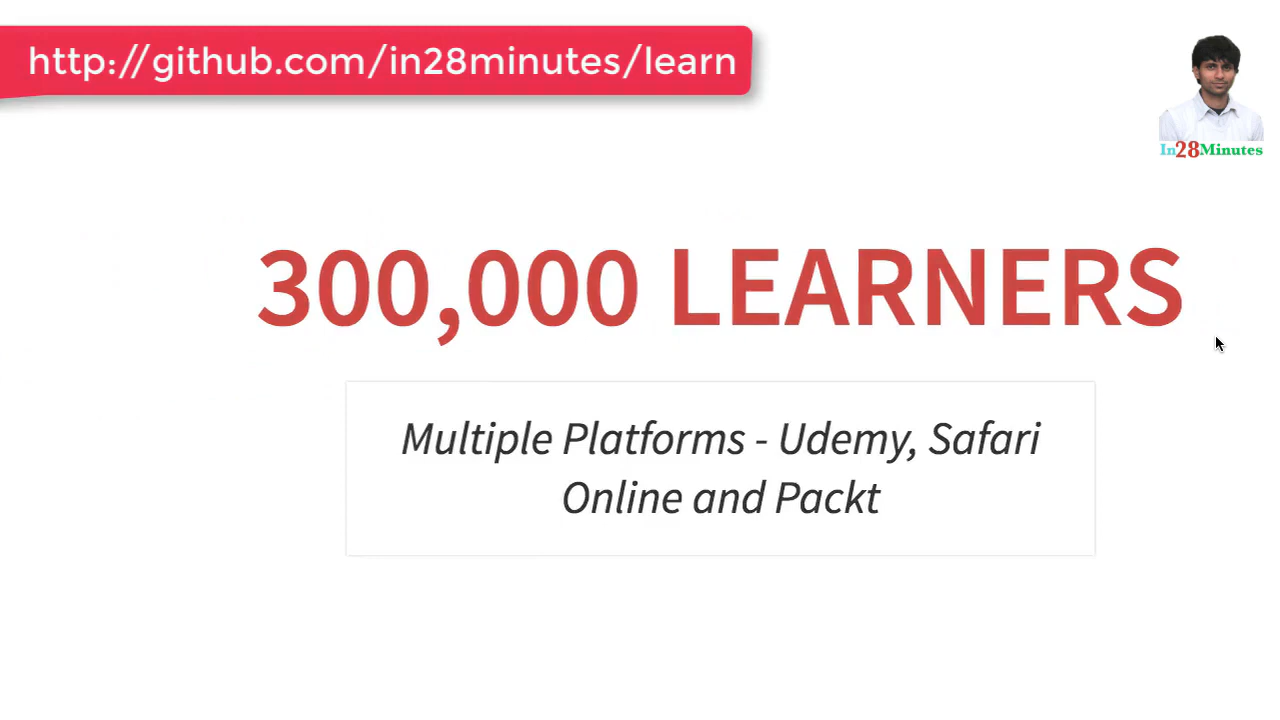 http://github.com/in28minutes/learn
In28Minutes
300,000 LEARNERS
Multiple Platforms - Udemy, Safari
Online and Packt